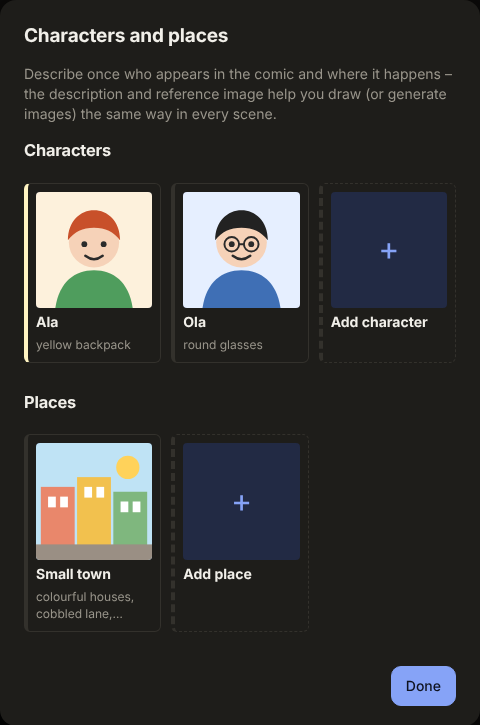 Characters and places
Describe once who appears in the comic and where it happens –
the description and reference image help you draw (or generate
images) the same way in every scene.
Characters
Ala
yellow backpack
Ola
round glasses
+
Add character
Places
Small town
colourful houses,
cobbled lane,...
+
Add place
Done